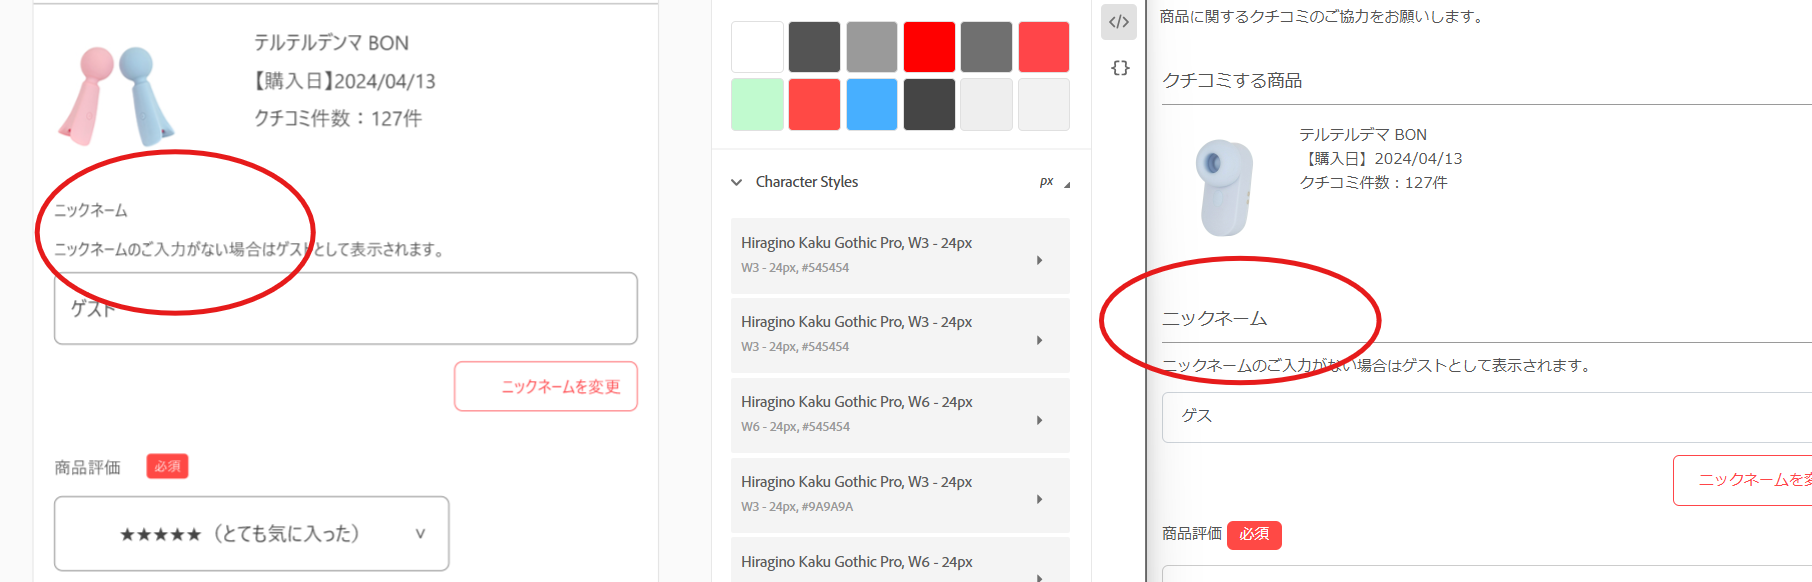 テルテルデンマ BON
【購入日】2024/04/13
クチコミ件数：127件
ニックネーム
ニックネームのご入力がない場合はゲストとして表示されます。
ゲスト
ニックネームを変更
商品評価 必須
★★★★★（とても気に入った） ∨
Character Styles px
Hiragino Kaku Gothic Pro, W3 - 24px
W3 - 24px, #545454
Hiragino Kaku Gothic Pro, W3 - 24px
W3 - 24px, #545454
Hiragino Kaku Gothic Pro, W6 - 24px
W6 - 24px, #545454
Hiragino Kaku Gothic Pro, W3 - 24px
W3 - 24px, #9A9A9A
Hiragino Kaku Gothic Pro, W6 - 24px
</>
{}
商品に関するクチコミのご協力をお願いします。
クチコミする商品
テルテルデマ BON
【購入日】2024/04/13
クチコミ件数：127件
ニックネーム
ニックネームのご入力がない場合はゲストとして表示されます。
ゲス
ニックネームを変
商品評価 必須